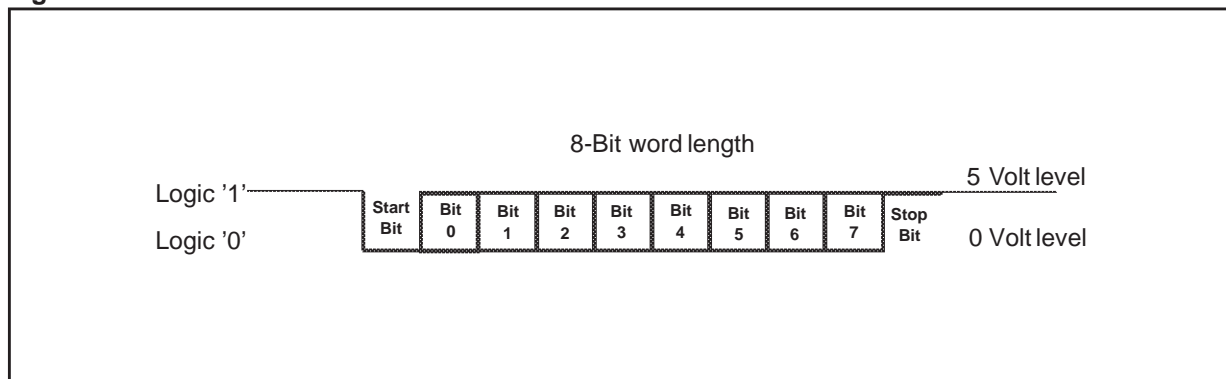 8-Bit word length
Logic '1'
5 Volt level
Start Bit
Bit 0
Bit 1
Bit 2
Bit 3
Bit 4
Bit 5
Bit 6
Bit 7
Stop Bit
Logic '0'
0 Volt level